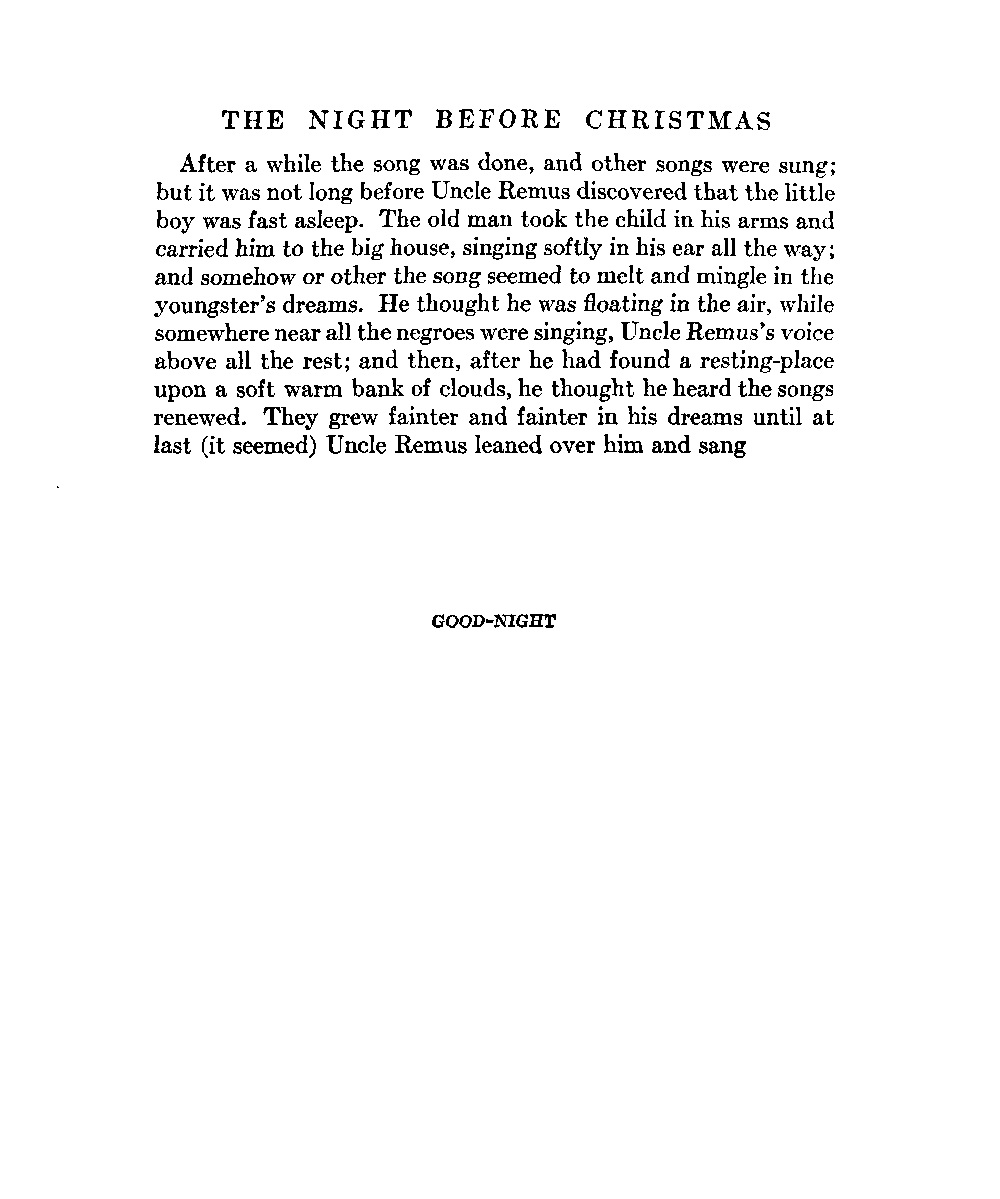 THE NIGHT BEFORE CHRISTMAS
After a while the song was done, and other songs were sung;
but it was not long before Uncle Remus discovered that the little
boy was fast asleep. The old man took the child in his arms and
carried him to the big house, singing softly in his ear all the way;
and somehow or other the song seemed to melt and mingle in the
youngster's dreams. He thought he was floating in the air, while
somewhere near all the negroes were singing, Uncle Remus's voice
above all the rest; and then, after he had found a resting-place
upon a soft warm bank of clouds, he thought he heard the songs
renewed. They grew fainter and fainter in his dreams until at
last (it seemed) Uncle Remus leaned over him and sang
GOOD-NIGHT